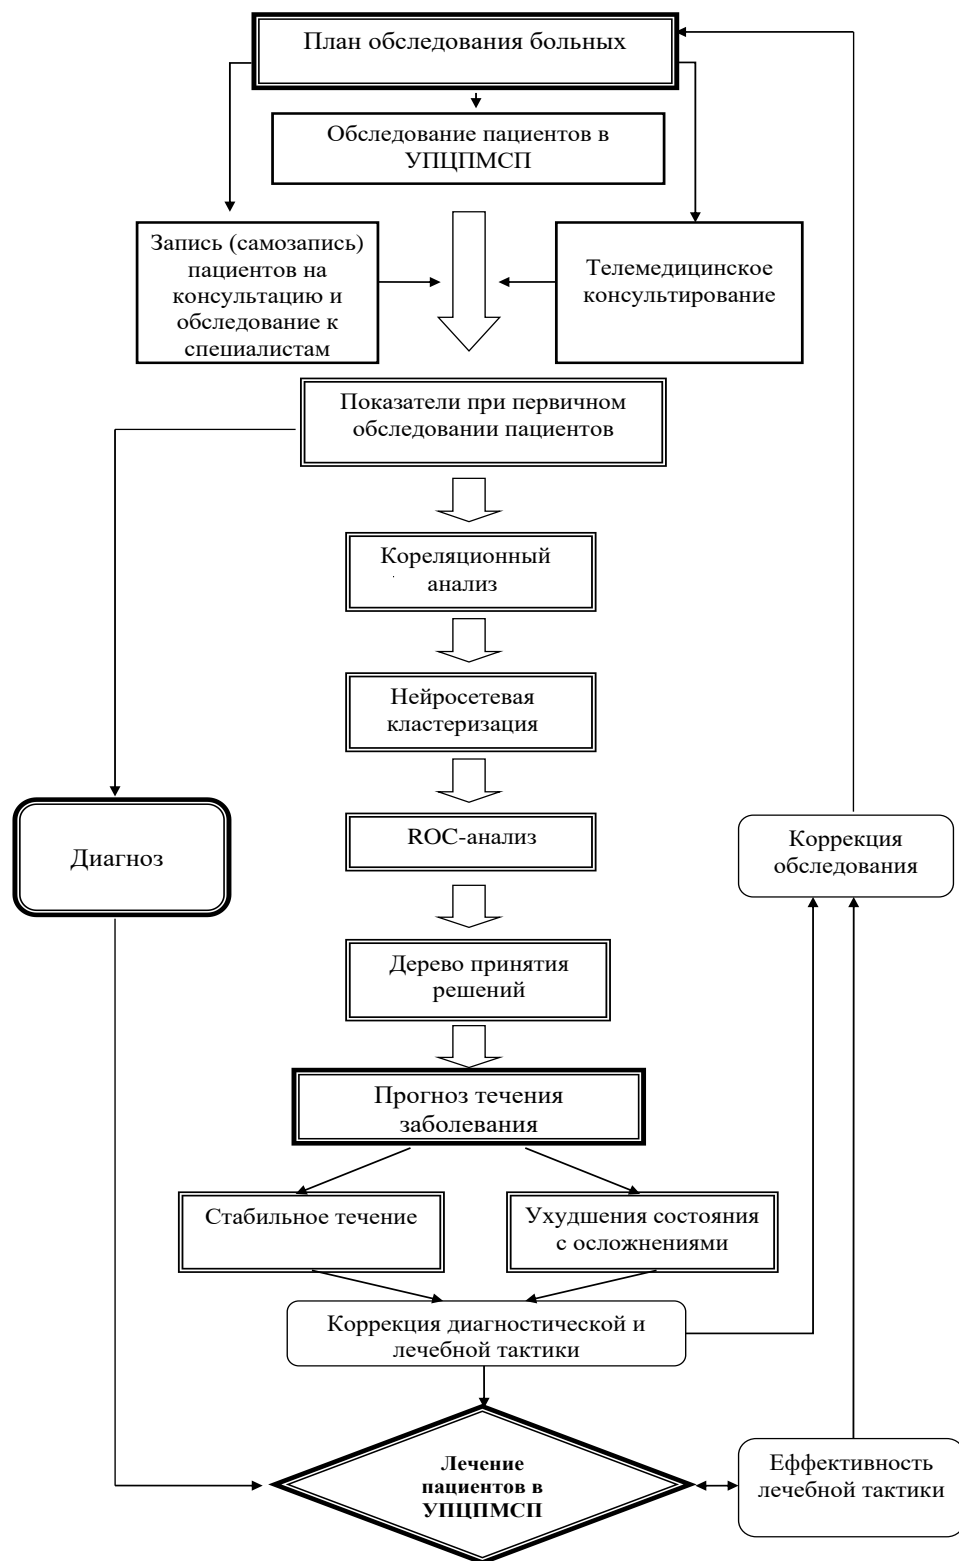 План обследования больных
Обследование пациентов в
УПЦПМСП
Запись (самозапись)
пациентов на
консультацию и
обследование к
специалистам
Телемедицинское
консультирование
Показатели при первичном
обследовании пациентов
Кореляционный
анализ
Нейросетевая
кластеризация
ROC-анализ
Диагноз
Коррекция
обследования
Дерево принятия
решений
Прогноз течения
заболевания
Стабильное течение
Ухудшения состояния
с осложнениями
Коррекция диагностической и
лечебной тактики
Лечение
пациентов в
УПЦПМСП
Еффективность
лечебной тактики